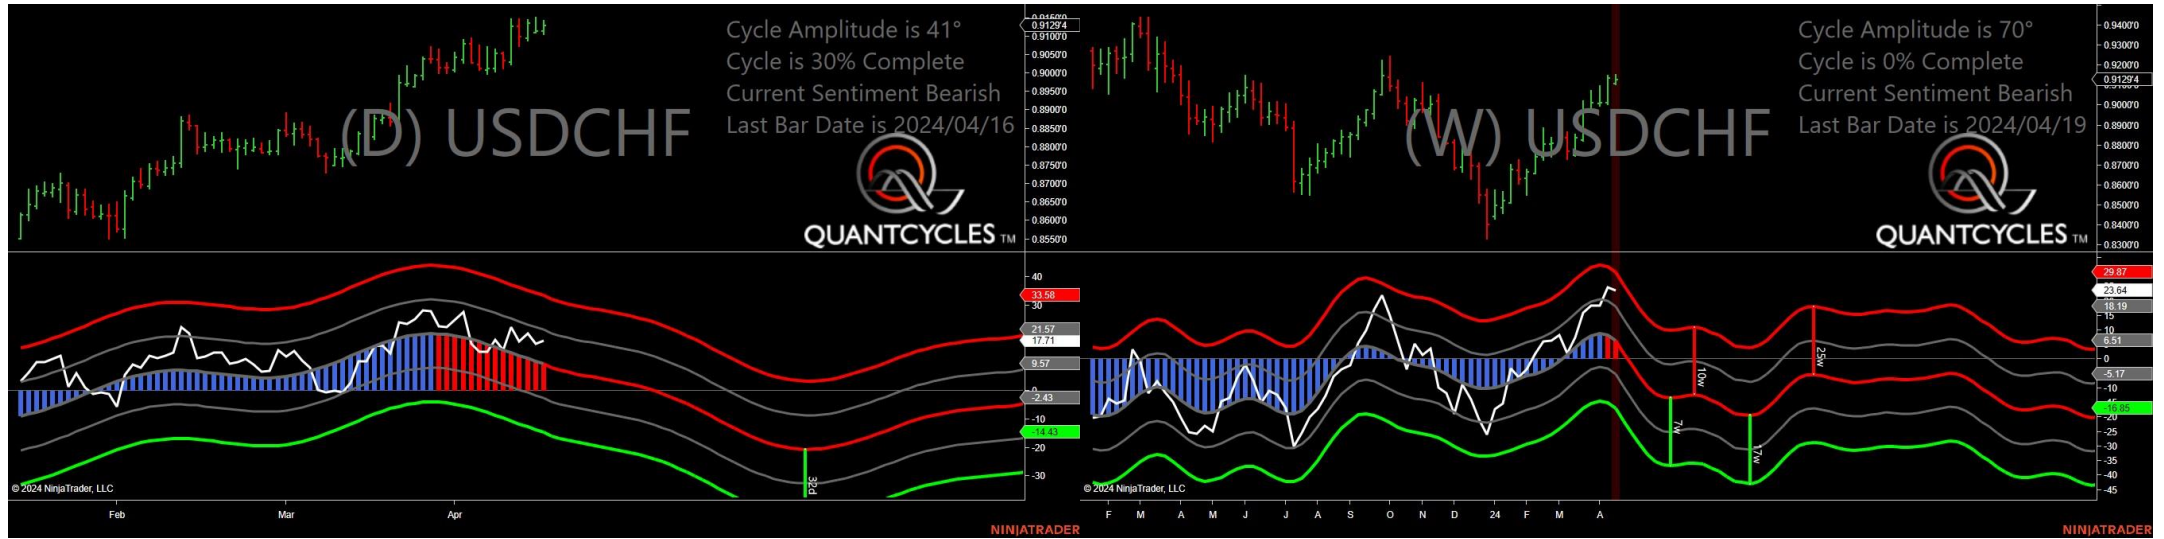 Cycle Amplitude is 41°
Cycle is 30% Complete
Current Sentiment Bearish
Last Bar Date is 2024/04/16
(D) USDCHF
QUANTCYCLES TM
0.9150'0
0.9129'4
0.9100'0
0.9050'0
0.9000'0
0.8950'0
0.8900'0
0.8850'0
0.8800'0
0.8750'0
0.8700'0
0.8650'0
0.8600'0
0.8550'0
40
33.58
30
21.57
17.71
9.57
0
-2.43
-10
-14.43
-20
-30
32d
© 2024 NinjaTrader, LLC
Feb Mar Apr
NINJATRADER
Cycle Amplitude is 70°
Cycle is 0% Complete
Current Sentiment Bearish
Last Bar Date is 2024/04/19
(W) USDCHF
QUANTCYCLES TM
0.9400'0
0.9300'0
0.9200'0
0.9129'4
0.9000'0
0.8900'0
0.8800'0
0.8700'0
0.8600'0
0.8500'0
0.8400'0
0.8300'0
29.87
23.64
18.19
15
10
6.51
0
-5.17
-10
-16.85
-20
-25
-30
-35
-40
-45
10w
25w
7w
17w
© 2024 NinjaTrader, LLC
F M A M J J A S O N D 24 F M A
NINJATRADER